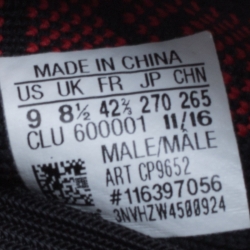 MADE IN CHINA
US UK FR JP CHN
9 8½ 42⅔ 270 265
CLU 600001 11/16
MALE/MALE
ART CP9652
#116397056
3NVHZW4500924